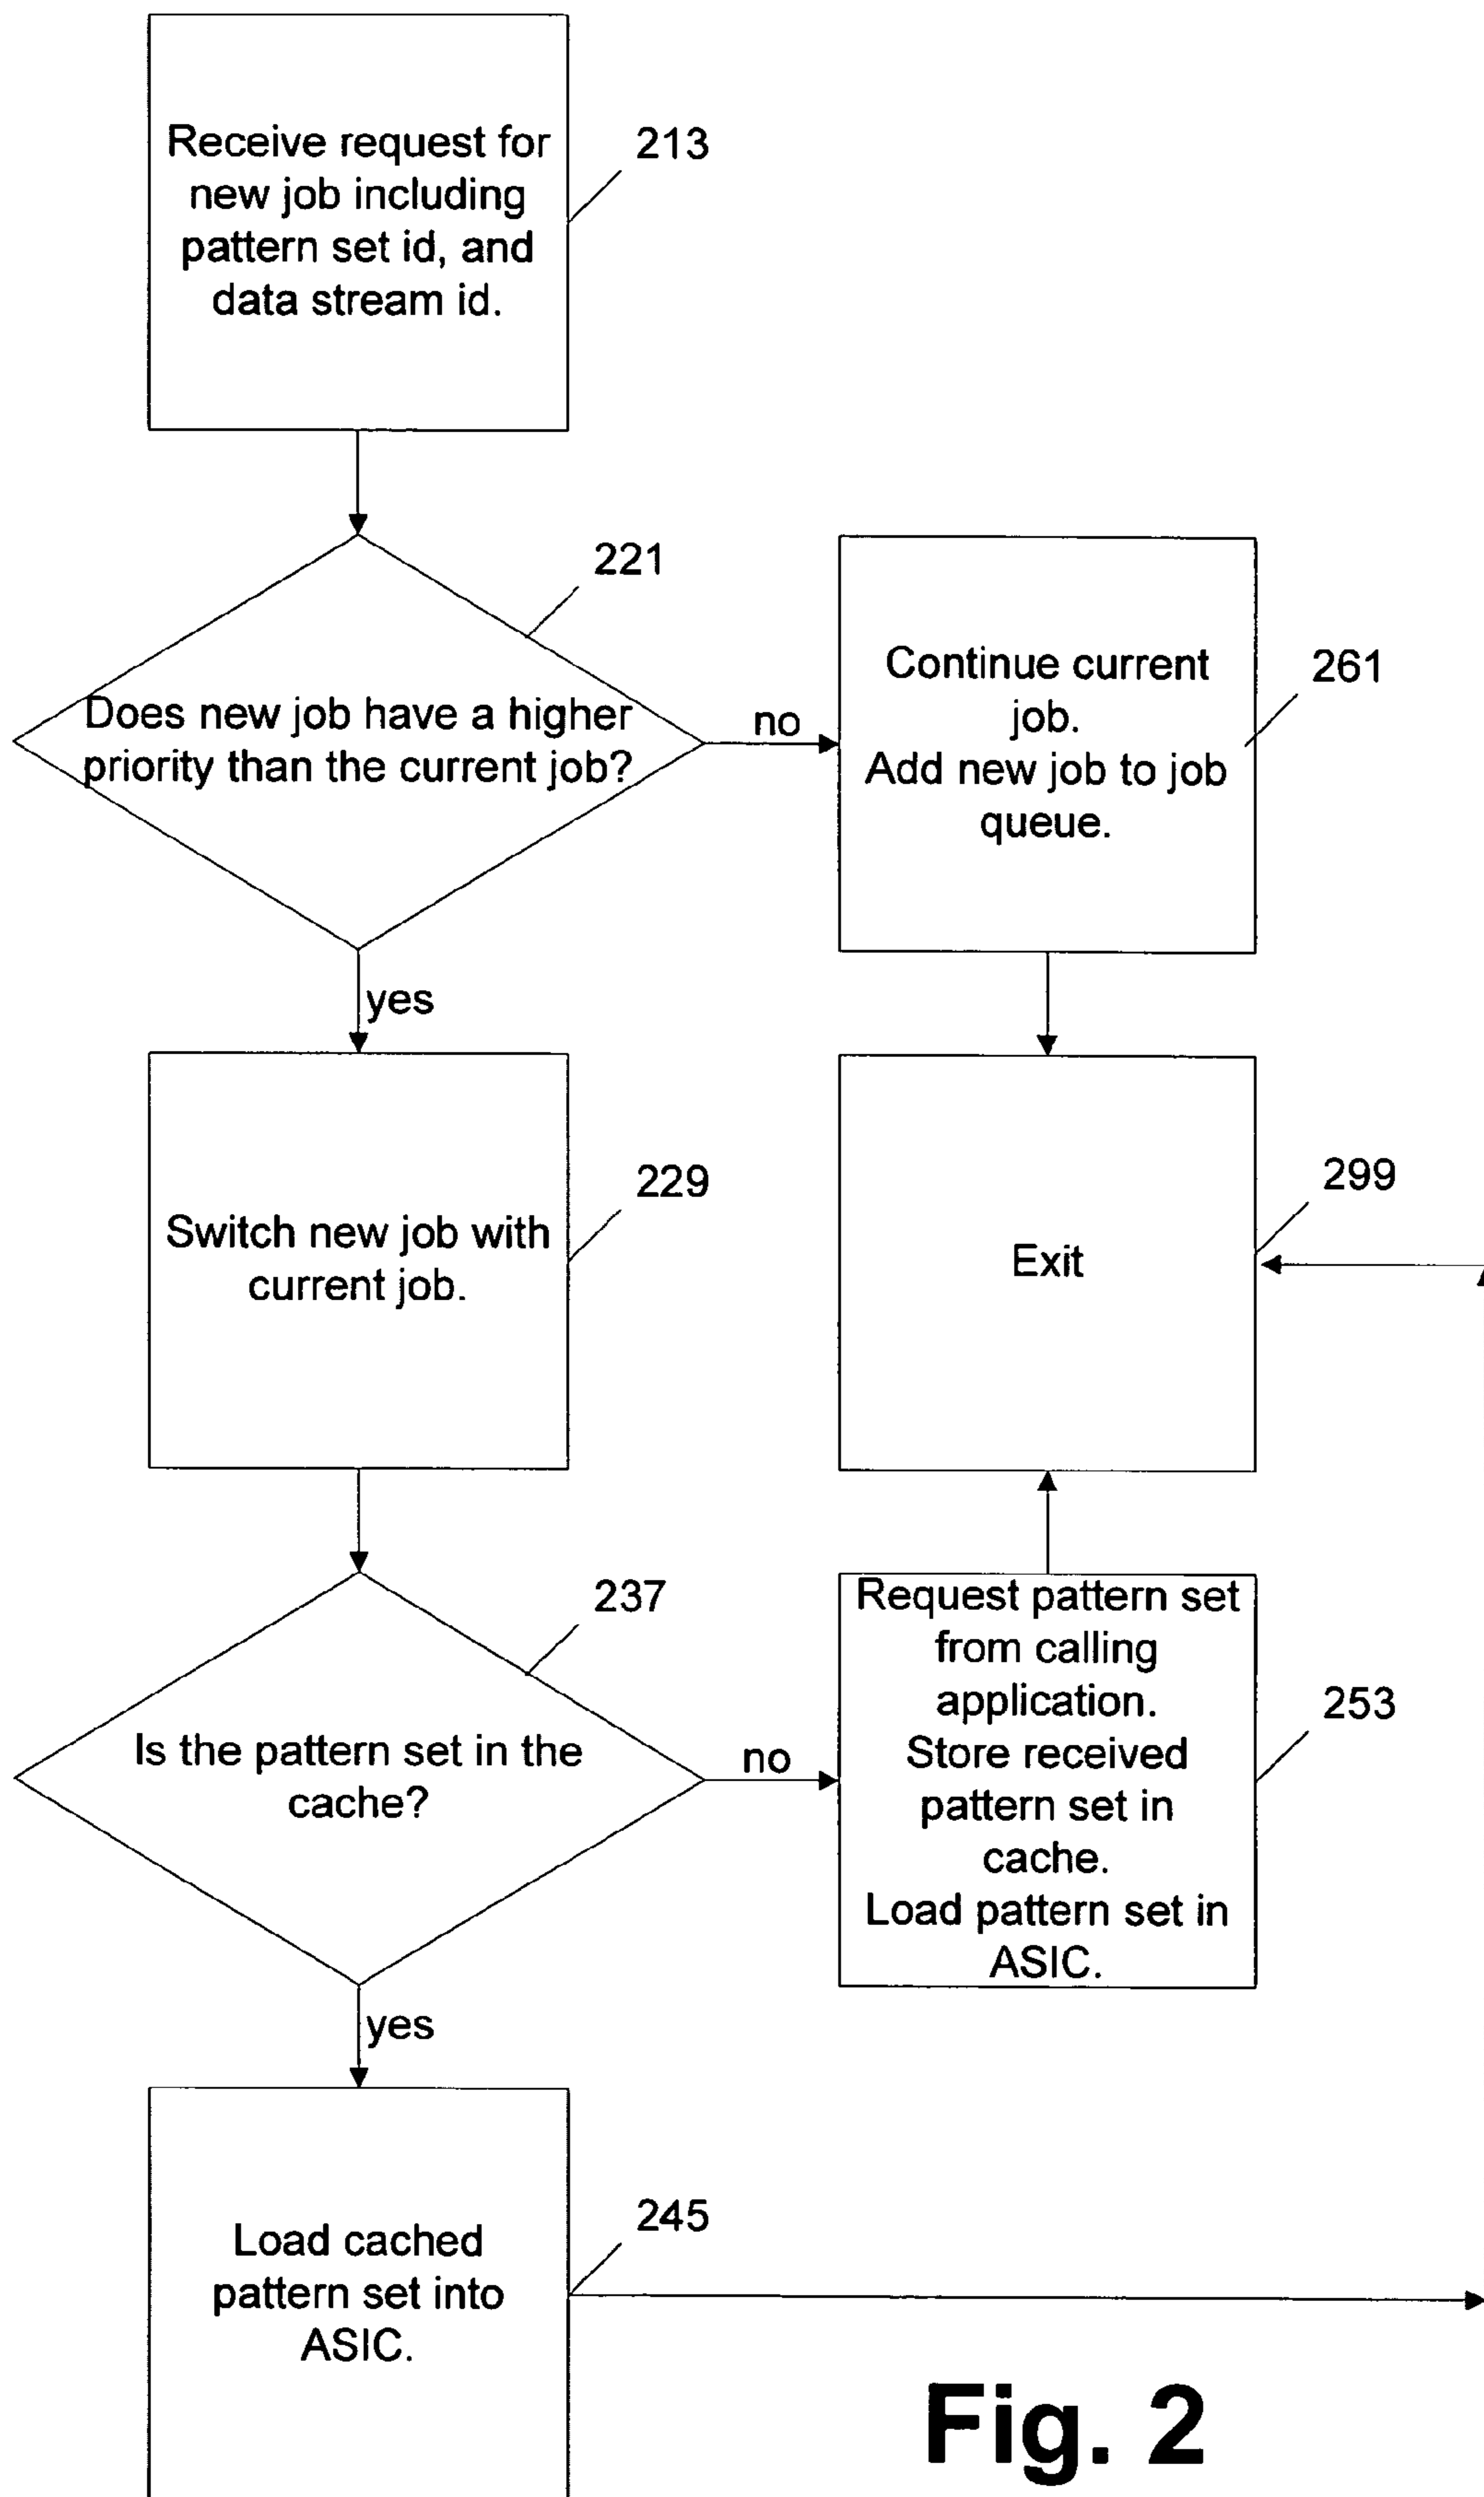 Receive request for
new job including
pattern set id, and
data stream id.
213
221
Does new job have a higher
priority than the current job?
no
Continue current
job.
Add new job to job
queue.
261
yes
Switch new job with
current job.
229
Exit
299
237
Is the pattern set in the
cache?
no
Request pattern set
from calling
application.
Store received
pattern set in
cache.
Load pattern set in
ASIC.
253
yes
Load cached
pattern set into
ASIC.
245
Fig. 2